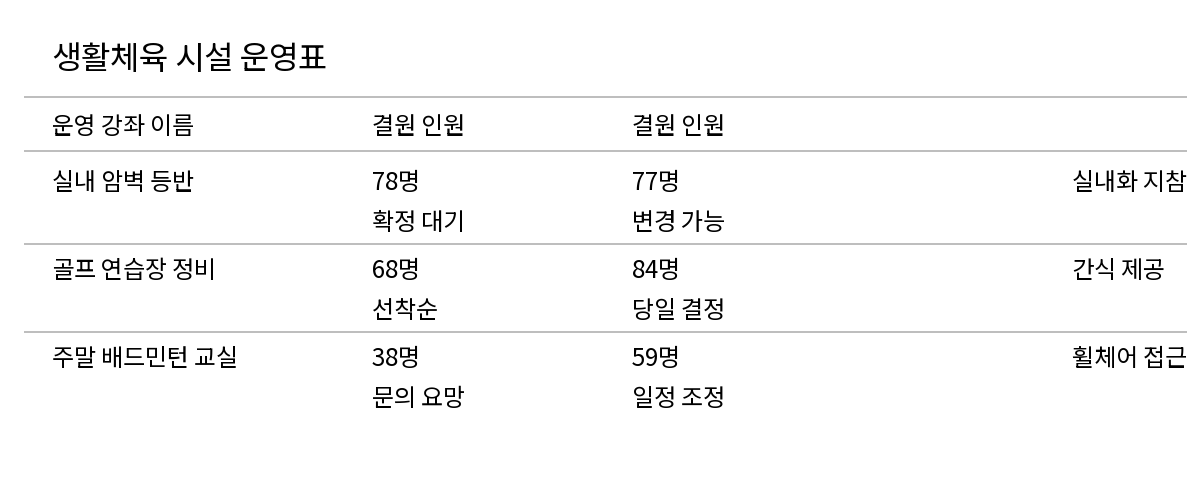 생활체육 시설 운영표
운영 강좌 이름 결원 인원 결원 인원
실내 암벽 등반 78명 77명 실내화 지참
확정 대기 변경 가능
골프 연습장 정비 68명 84명 간식 제공
선착순 당일 결정
주말 배드민턴 교실 38명 59명 휠체어 접근
문의 요망 일정 조정